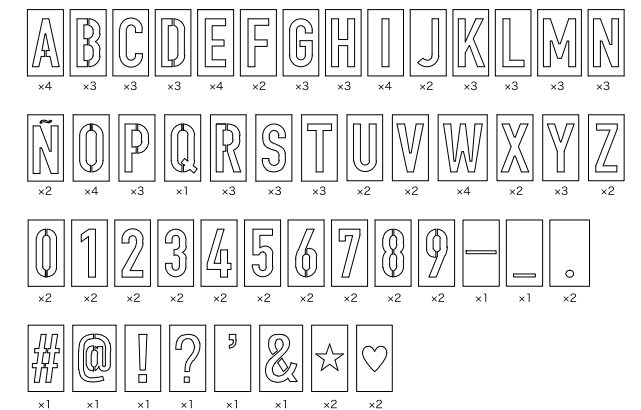 A B C D E F G H I J K L M N
×4 ×3 ×3 ×3 ×4 ×2 ×3 ×3 ×4 ×2 ×3 ×3 ×3 ×3
Ñ O P Q R S T U V W X Y Z
×2 ×4 ×3 ×1 ×3 ×3 ×3 ×2 ×2 ×4 ×2 ×3 ×2
0 1 2 3 4 5 6 7 8 9 — _ .
×2 ×2 ×2 ×2 ×2 ×2 ×2 ×2 ×2 ×2 ×1 ×1 ×2
# @ ! ? ’ & ☆ ♡
×1 ×1 ×1 ×1 ×1 ×1 ×2 ×2